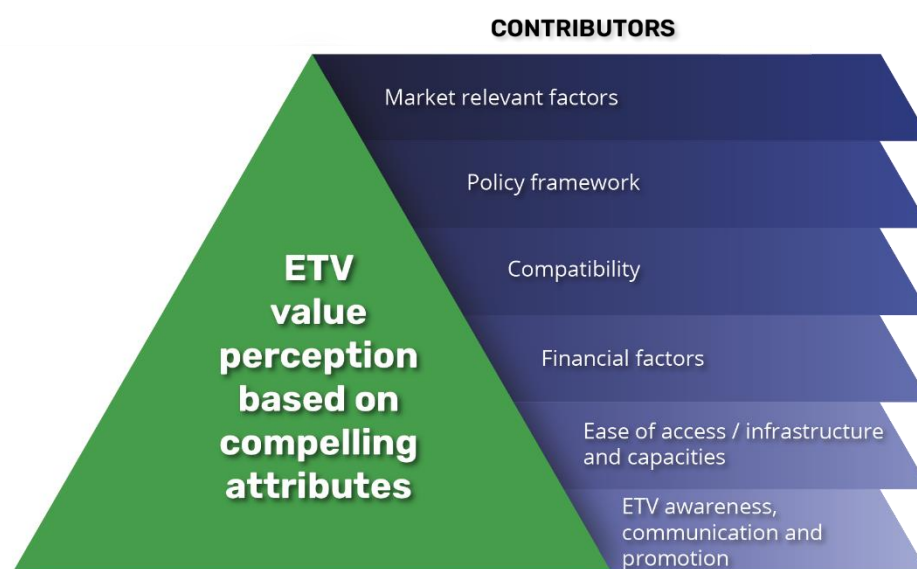 CONTRIBUTORS
Market relevant factors
Policy framework
Compatibility
Financial factors
Ease of access / infrastructure
and capacities
ETV awareness,
communication and
promotion
ETV
value
perception
based on
compelling
attributes